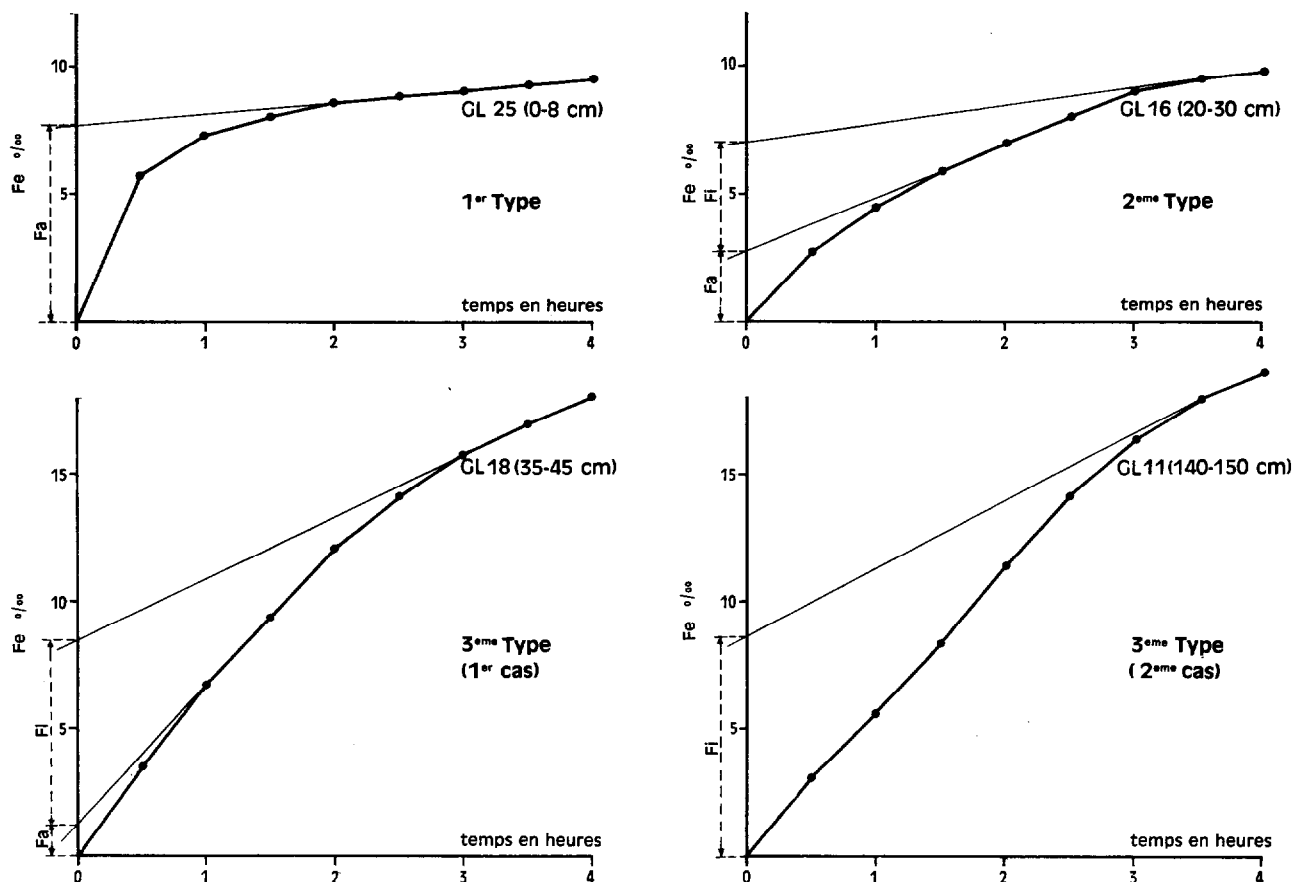 10
5
Fe °/∞
Fa
GL 25 (0-8 cm)
1er Type
temps en heures
0 1 2 3 4
10
5
Fe °/∞
Fi
Fa
GL 16 (20-30 cm)
2eme Type
temps en heures
0 1 2 3 4
15
10
5
Fe °/∞
Fi
Fa
GL 18 (35-45 cm)
3eme Type
(1er cas)
temps en heures
0 1 2 3 4
15
10
5
Fe °/∞
Fi
GL 11 (140-150 cm)
3eme Type
(2eme cas)
temps en heures
0 1 2 3 4